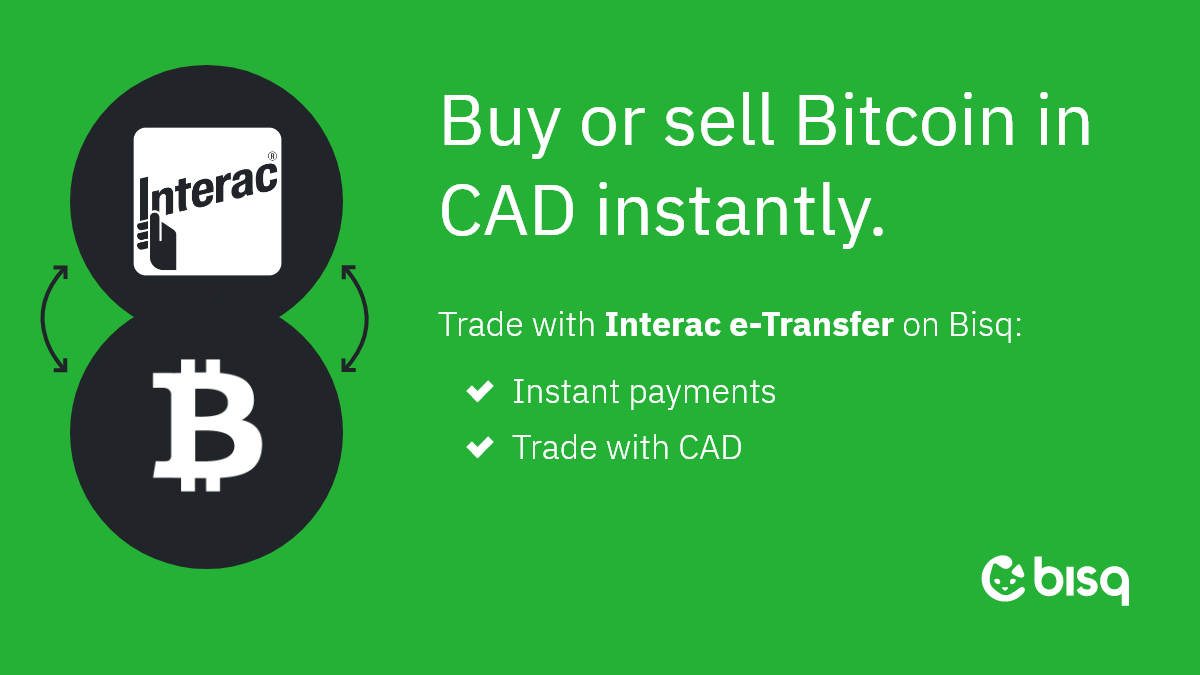 Interac®
Buy or sell Bitcoin in
CAD instantly.
Trade with Interac e-Transfer on Bisq:
Instant payments
Trade with CAD
bisq